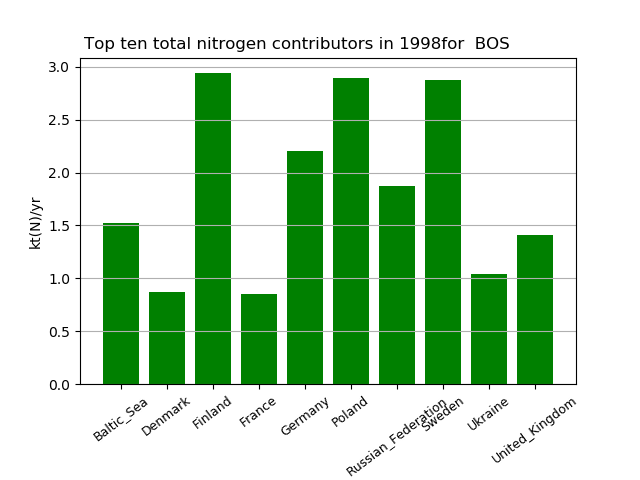 Top ten total nitrogen contributors in 1998for  BOS
kt(N)/yr
3.0
2.5
2.0
1.5
1.0
0.5
0.0
Baltic_Sea
Denmark
Finland
France
Germany
Poland
Russian_Federation
Sweden
Ukraine
United_Kingdom